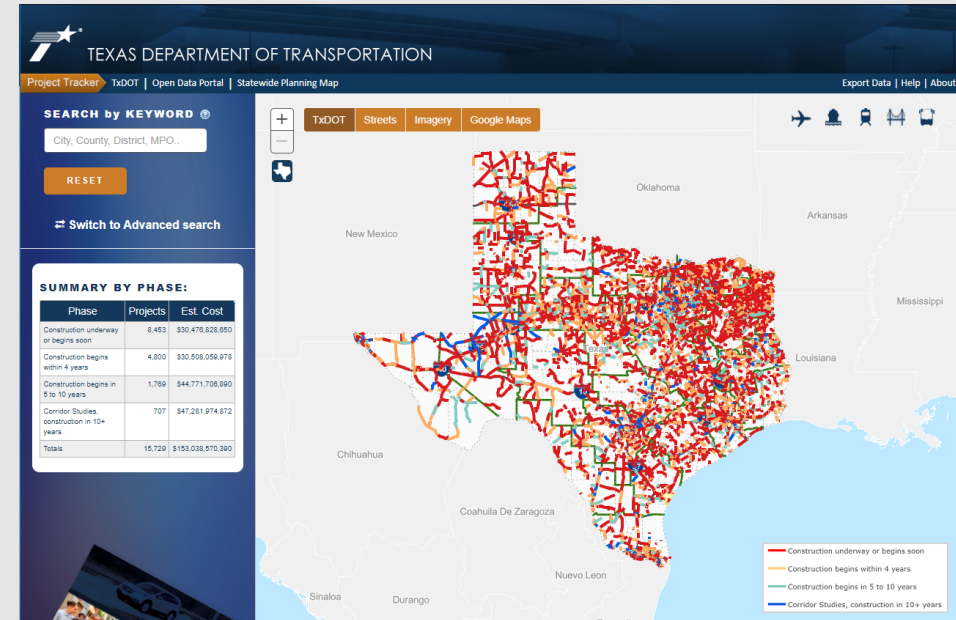 TEXAS DEPARTMENT OF TRANSPORTATION
Project Tracker TxDOT | Open Data Portal | Statewide Planning Map Export Data | Help | About
SEARCH by KEYWORD ?
City, County, District, MPO..
RESET
Switch to Advanced search
SUMMARY BY PHASE:
Phase Projects Est. Cost
Construction underway
or begins soon 8,453 $30,476,828,650
Construction begins
within 4 years 4,800 $30,508,059,978
Construction begins in
5 to 10 years 1,769 $44,771,706,890
Corridor Studies,
construction in 10+
years 707 $47,281,974,872
Totals 15,729 $153,038,570,390
+
−
TxDOT Streets Imagery Google Maps
Oklahoma
Arkansas
New Mexico
Mississippi
Texas
Louisiana
Chihuahua
Coahuila De Zaragoza
Nuevo Leon
Sinaloa
Durango
Construction underway or begins soon
Construction begins within 4 years
Construction begins in 5 to 10 years
Corridor Studies, construction in 10+ years